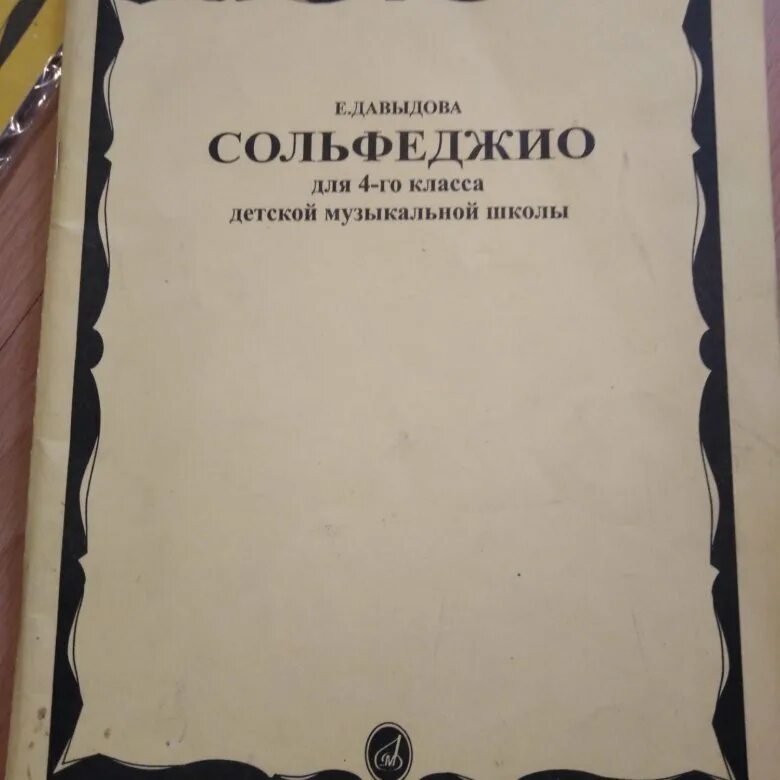 Е.ДАВЫДОВА
СОЛЬФЕДЖИО
для 4-го класса
детской музыкальной школы
М